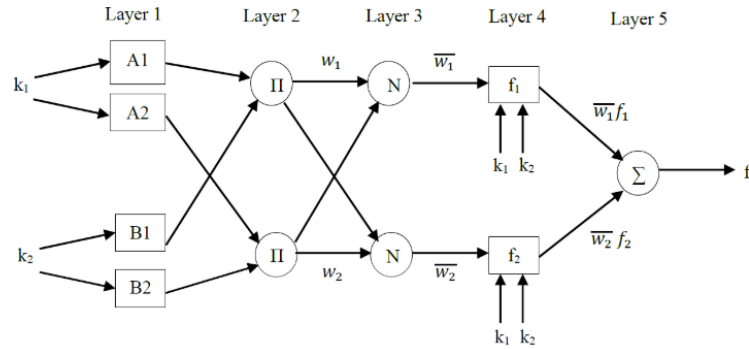 Layer 1 Layer 2 Layer 3 Layer 4 Layer 5
A1
k₁
A2
Π w₁ N w̅₁ f₁
w̅₁f₁
k₁ k₂
Σ f
B1
k₂
B2
Π w₂ N w̅₂ f₂
w̅₂ f₂
k₁ k₂